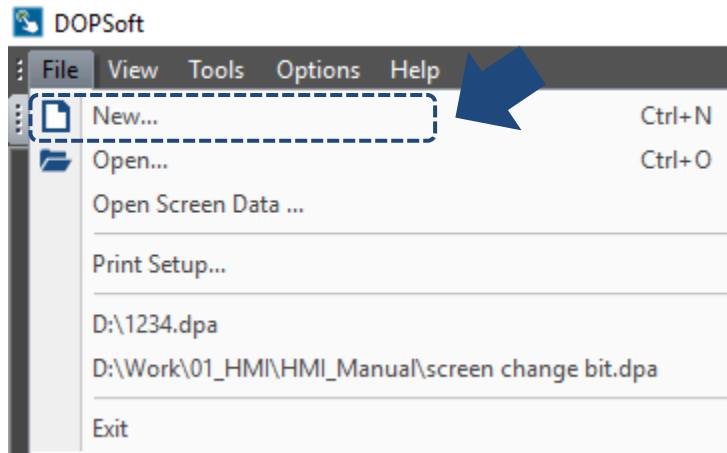 DOPSoft
File View Tools Options Help
New... Ctrl+N
Open... Ctrl+O
Open Screen Data ...
Print Setup...
D:\1234.dpa
D:\Work\01_HMI\HMI_Manual\screen change bit.dpa
Exit